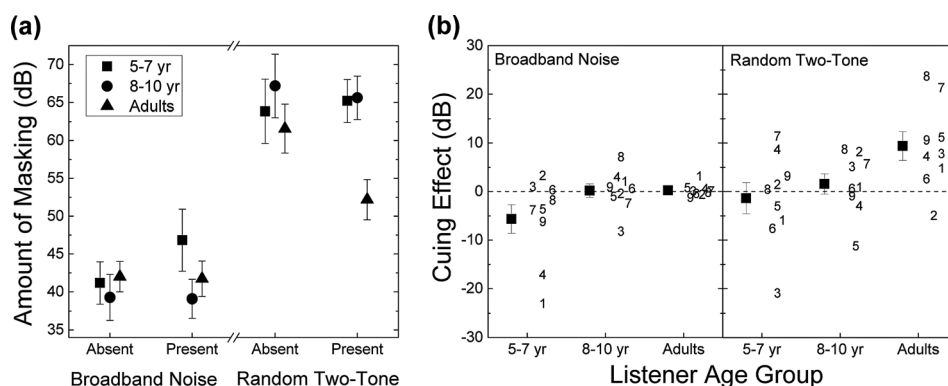 (a)
5-7 yr
8-10 yr
Adults
Amount of Masking (dB)
70
65
60
55
50
45
40
35
Absent Present Absent Present
Broadband Noise Random Two-Tone
(b)
Broadband Noise Random Two-Tone
Cuing Effect (dB)
30
20
10
0
-10
-20
-30
5-7 yr 8-10 yr Adults 5-7 yr 8-10 yr Adults
Listener Age Group